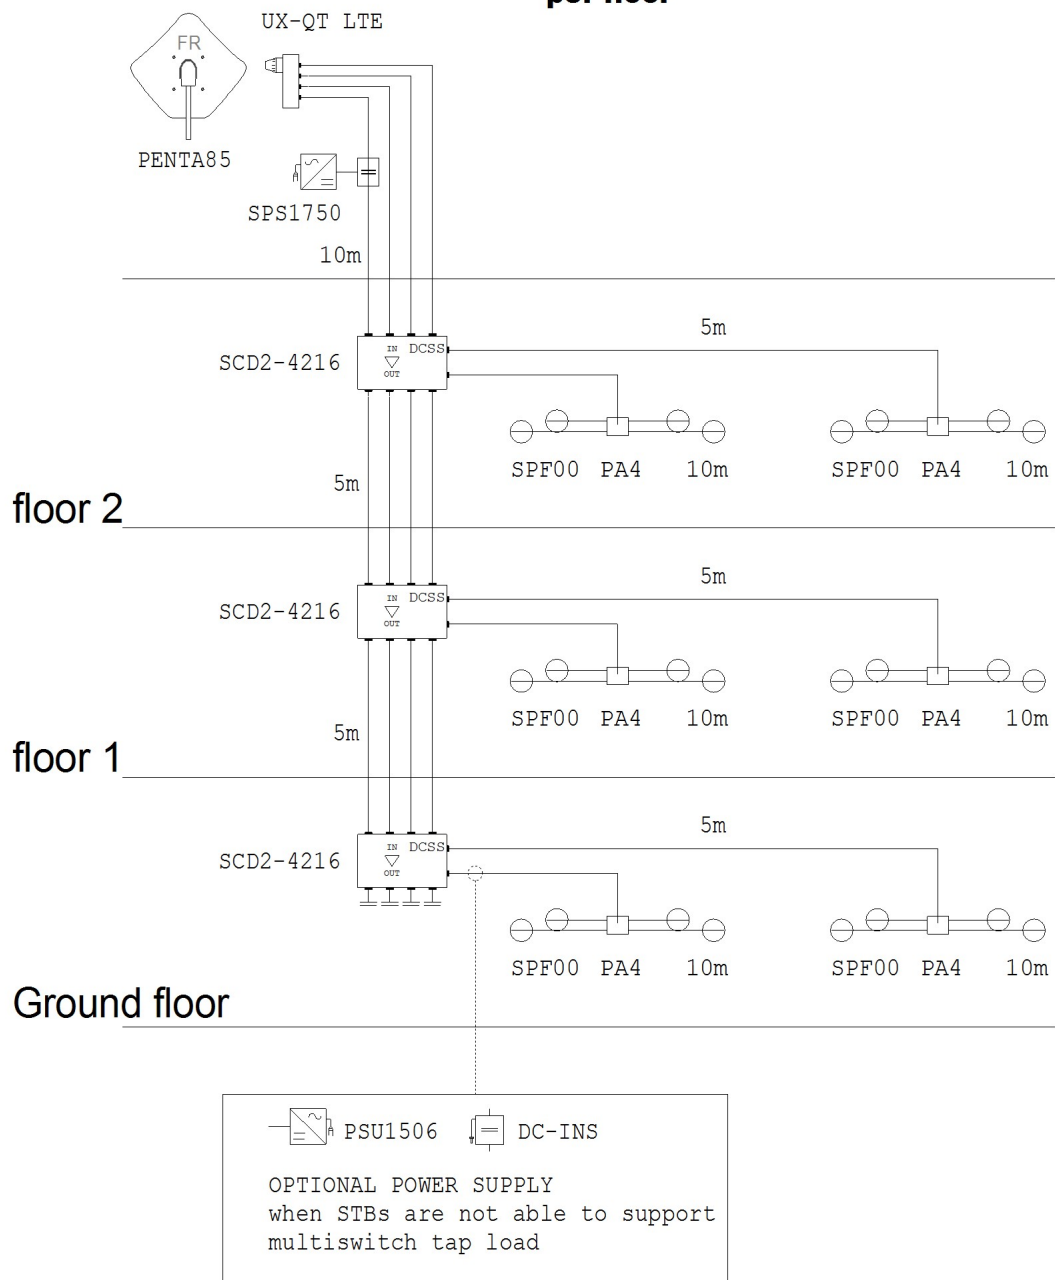 per floor
UX-QT LTE
FR
PENTA85
SPS1750
10m
5m
SCD2-4216
IN DCSS
OUT
SPF00 PA4 10m
SPF00 PA4 10m
5m
floor 2
5m
SCD2-4216
IN DCSS
OUT
SPF00 PA4 10m
SPF00 PA4 10m
5m
floor 1
5m
SCD2-4216
IN DCSS
OUT
SPF00 PA4 10m
SPF00 PA4 10m
Ground floor
PSU1506
DC-INS
OPTIONAL POWER SUPPLY
when STBs are not able to support
multiswitch tap load